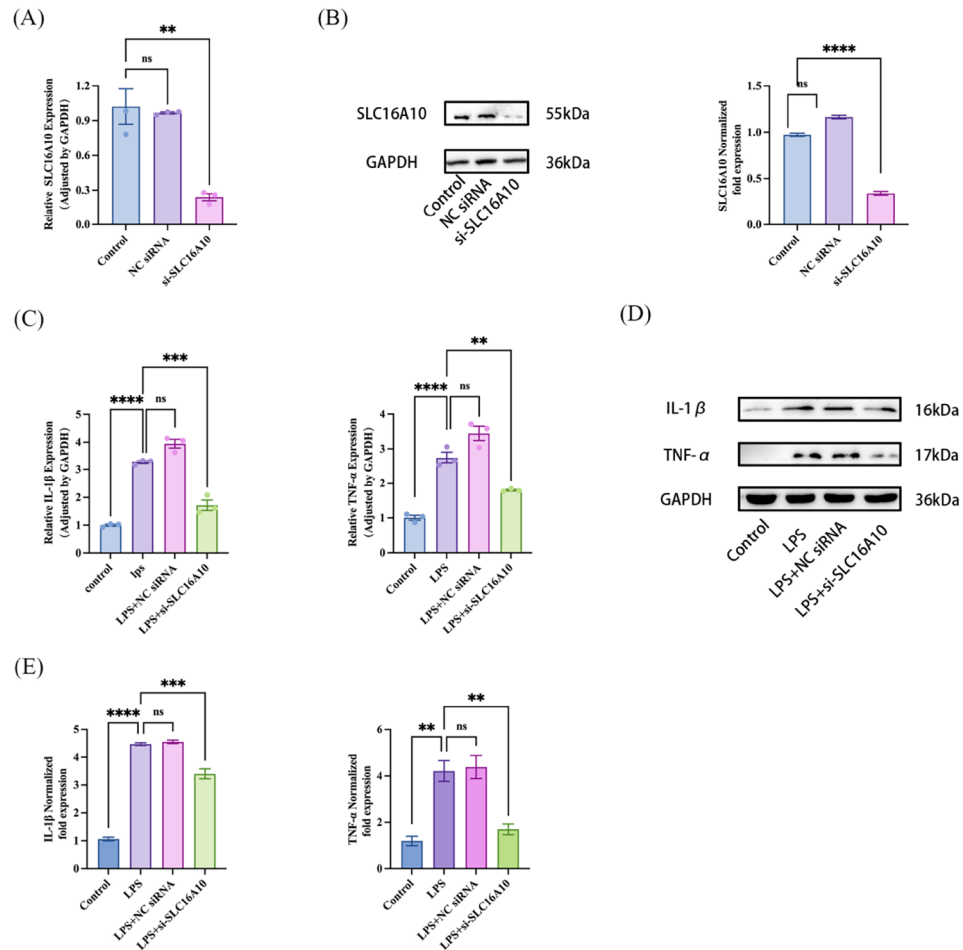 (A)
**
ns
Relative SLC16A10 Expression
(Adjusted by GAPDH)
1.2
0.9
0.6
0.3
0.0
Control
NC siRNA
si-SLC16A10
(B)
SLC16A10
55kDa
GAPDH
36kDa
Control
NC siRNA
si-SLC16A10
****
ns
SLC16A10 Normalized
fold expression
1.5
1.0
0.5
0.0
Control
NC siRNA
si-SLC16A10
(C)
***
****
ns
Relative IL-1β Expression
(Adjusted by GAPDH)
5
4
3
2
1
0
control
lps
LPS+NC siRNA
LPS+si-SLC16A10
**
****
ns
Relative TNF-α Expression
(Adjusted by GAPDH)
4
3
2
1
0
Control
LPS
LPS+NC siRNA
LPS+si-SLC16A10
(D)
IL-1β
16kDa
TNF-α
17kDa
GAPDH
36kDa
Control
LPS
LPS+NC siRNA
LPS+si-SLC16A10
(E)
***
****
ns
IL-1β Normalized
fold expression
5
4
3
2
1
0
Control
LPS
LPS+NC siRNA
LPS+si-SLC16A10
**
**
ns
TNF-α Normalized
fold expression
6
4
2
0
Control
LPS
LPS+NC siRNA
LPS+si-SLC16A10